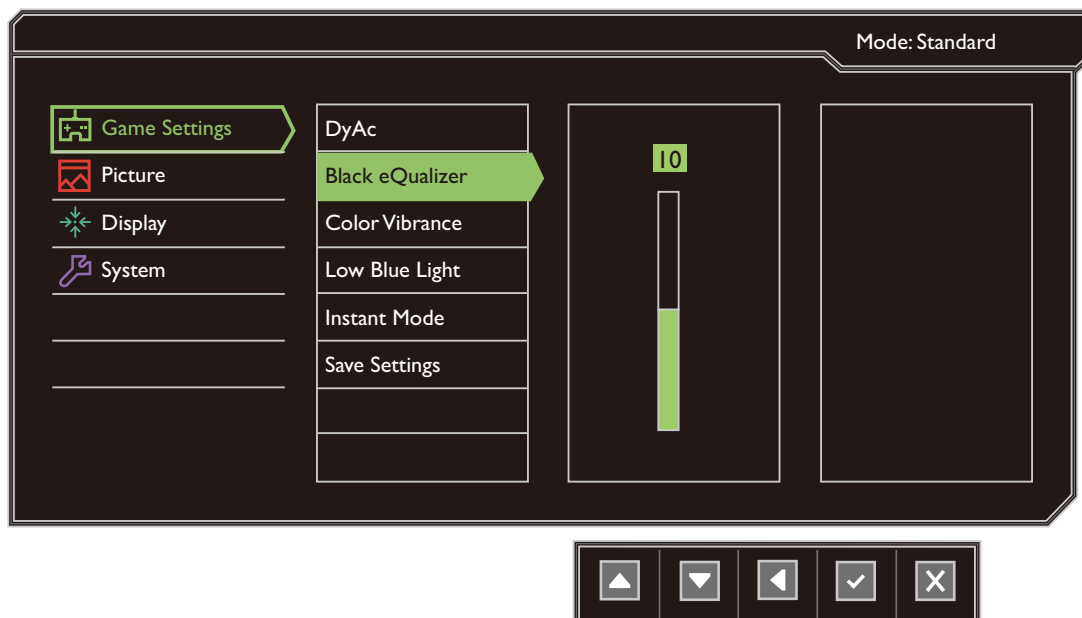 Mode: Standard
Game Settings
Picture
Display
System
DyAc
Black eQualizer
Color Vibrance
Low Blue Light
Instant Mode
Save Settings
10